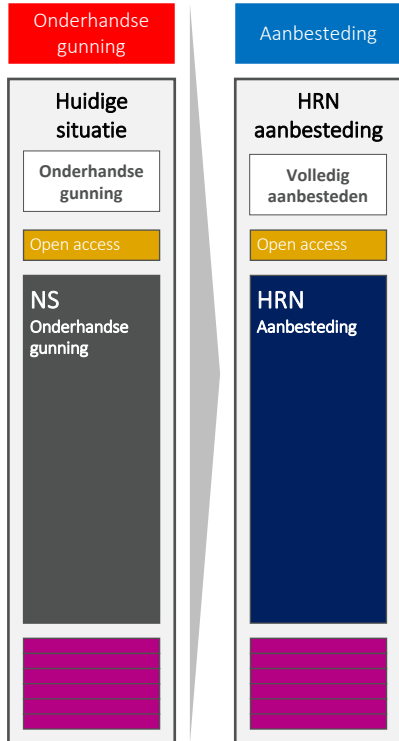 Onderhandse
gunning
Huidige
situatie
Onderhandse
gunning
Open access
NS
Onderhandse
gunning
Aanbesteding
HRN
aanbesteding
Volledig
aanbesteden
Open access
HRN
Aanbesteding